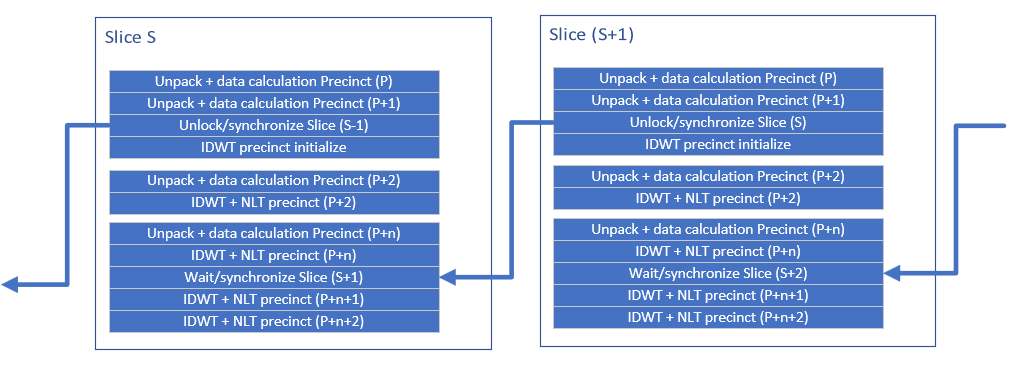 Slice S
Unpack + data calculation Precinct (P)
Unpack + data calculation Precinct (P+1)
Unlock/synchronize Slice (S-1)
IDWT precinct initialize
Unpack + data calculation Precinct (P+2)
IDWT + NLT precinct (P+2)
Unpack + data calculation Precinct (P+n)
IDWT + NLT precinct (P+n)
Wait/synchronize Slice (S+1)
IDWT + NLT precinct (P+n+1)
IDWT + NLT precinct (P+n+2)
Slice (S+1)
Unpack + data calculation Precinct (P)
Unpack + data calculation Precinct (P+1)
Unlock/synchronize Slice (S)
IDWT precinct initialize
Unpack + data calculation Precinct (P+2)
IDWT + NLT precinct (P+2)
Unpack + data calculation Precinct (P+n)
IDWT + NLT precinct (P+n)
Wait/synchronize Slice (S+2)
IDWT + NLT precinct (P+n+1)
IDWT + NLT precinct (P+n+2)